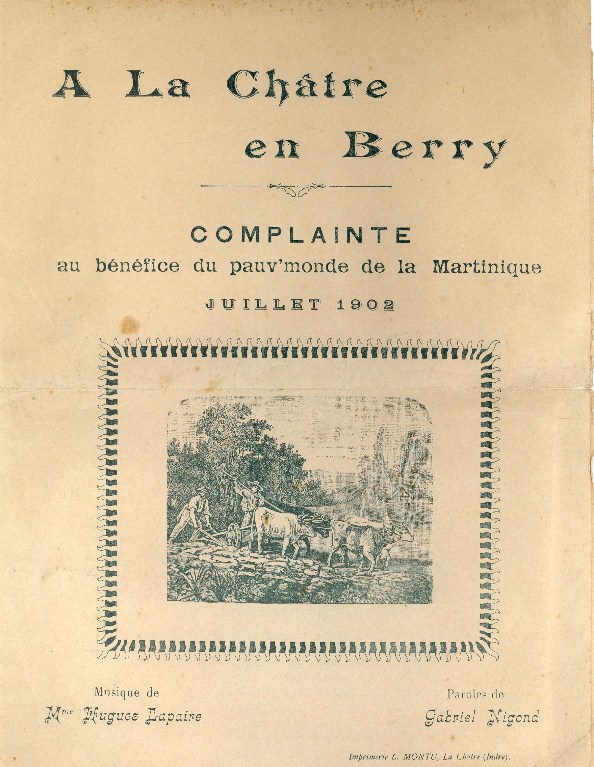 A La Châtre
en Berry
COMPLAINTE
au bénéfice du pauv'monde de la Martinique
JUILLET 1902
Musique de
Mme Hugues Lapaire
Paroles de
Gabriel Nigond
Imprimerie L. MONTU, La Châtre (Indre).